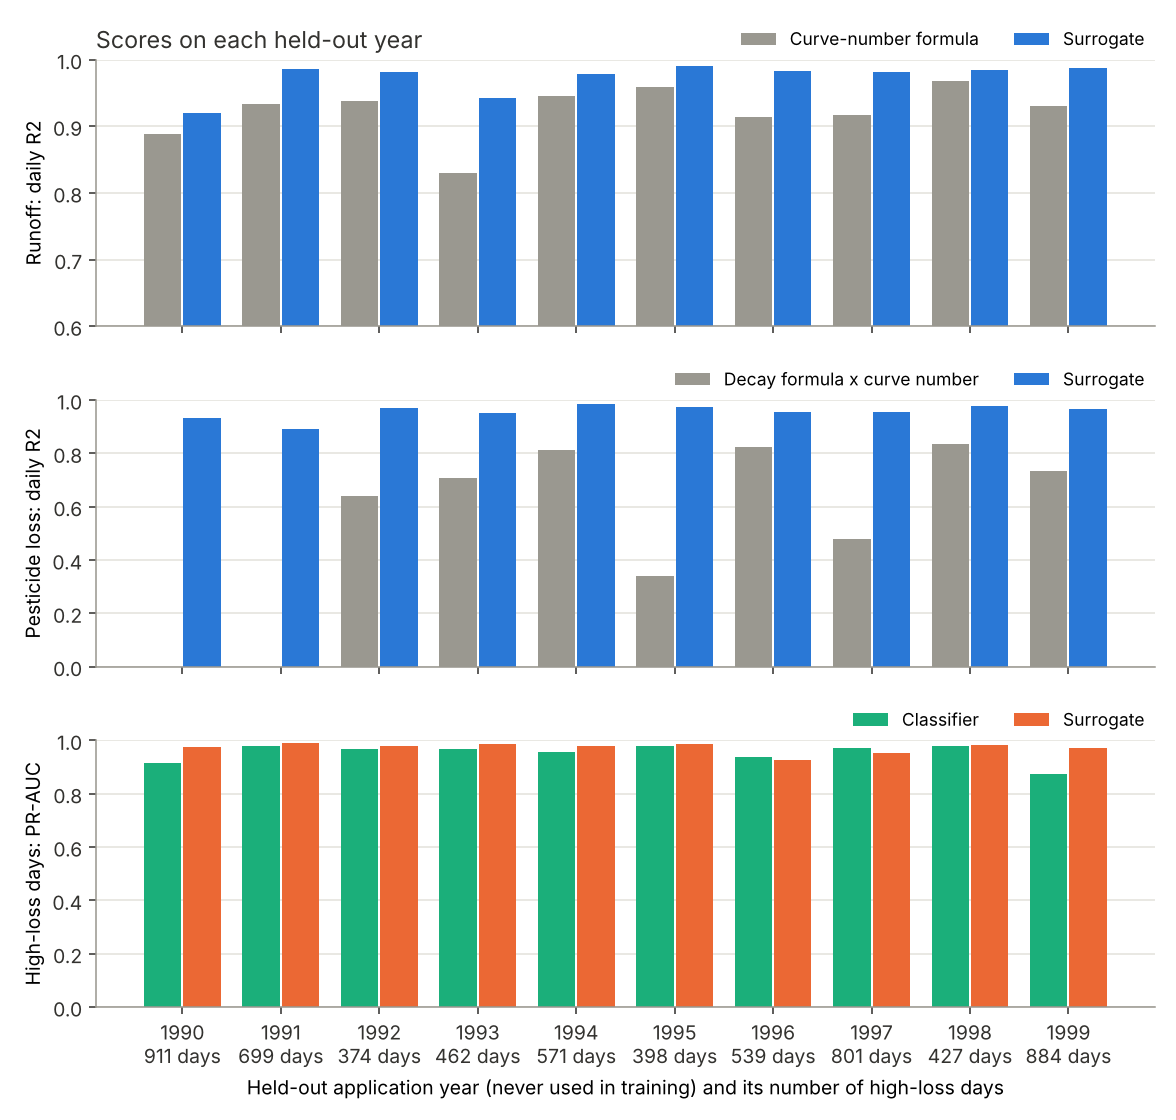 Scores on each held-out year
Curve-number formula
Surrogate
Runoff: daily R2
1.0
0.9
0.8
0.7
0.6
Decay formula x curve number
Surrogate
Pesticide loss: daily R2
1.0
0.8
0.6
0.4
0.2
0.0
Classifier
Surrogate
High-loss days: PR-AUC
1.0
0.8
0.6
0.4
0.2
0.0
1990 1991 1992 1993 1994 1995 1996 1997 1998 1999
911 days 699 days 374 days 462 days 571 days 398 days 539 days 801 days 427 days 884 days
Held-out application year (never used in training) and its number of high-loss days